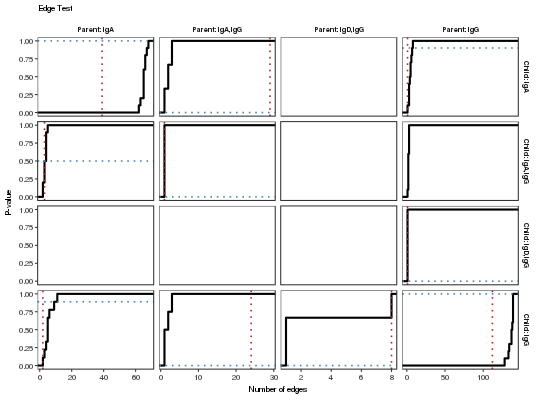 Edge Test
Parent: IgA
Parent: IgA,IgG
Parent: IgD,IgG
Parent: IgG
1.00
0.75
0.50
0.25
0.00
Child: IgA
1.00
0.75
0.50
0.25
0.00
Child: IgA,IgG
1.00
0.75
0.50
0.25
0.00
Child: IgD,IgG
1.00
0.75
0.50
0.25
0.00
Child: IgG
P-value
0 20 40 60
0 10 20 30
2 4 6 8
0 50 100
Number of edges